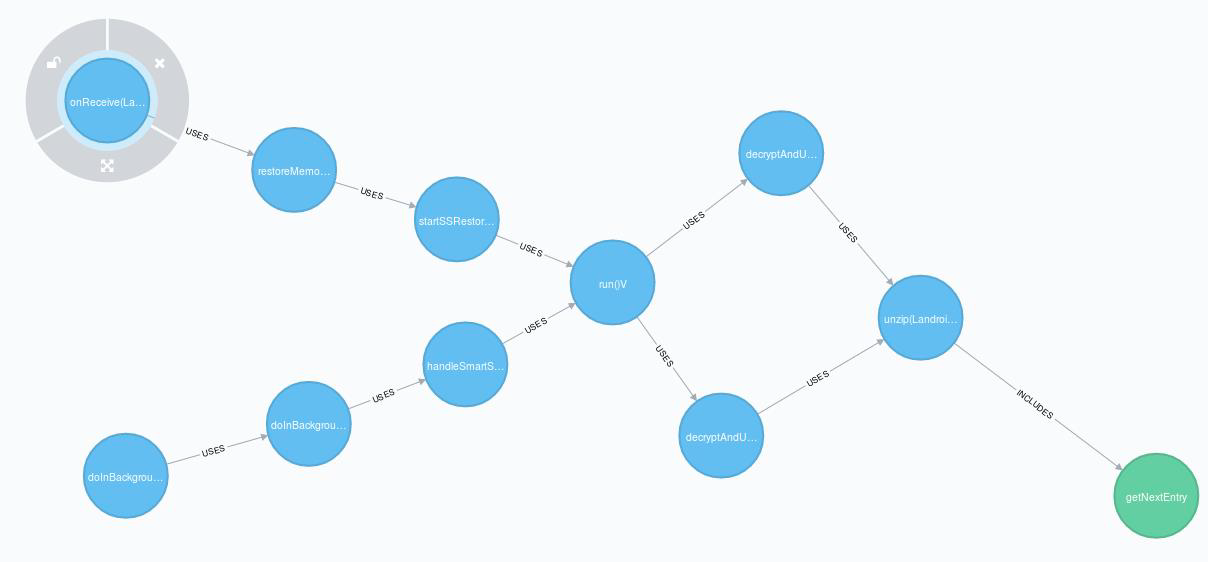 onReceive(La...
USES
restoreMemo...
USES
startSSRestor...
USES
run()V
USES
decryptAndU...
USES
unzip(Landroi...
INCLUDES
getNextEntry
USES
decryptAndU...
USES
handleSmartS...
USES
doInBackgrou...
USES
doInBackgrou...
USES